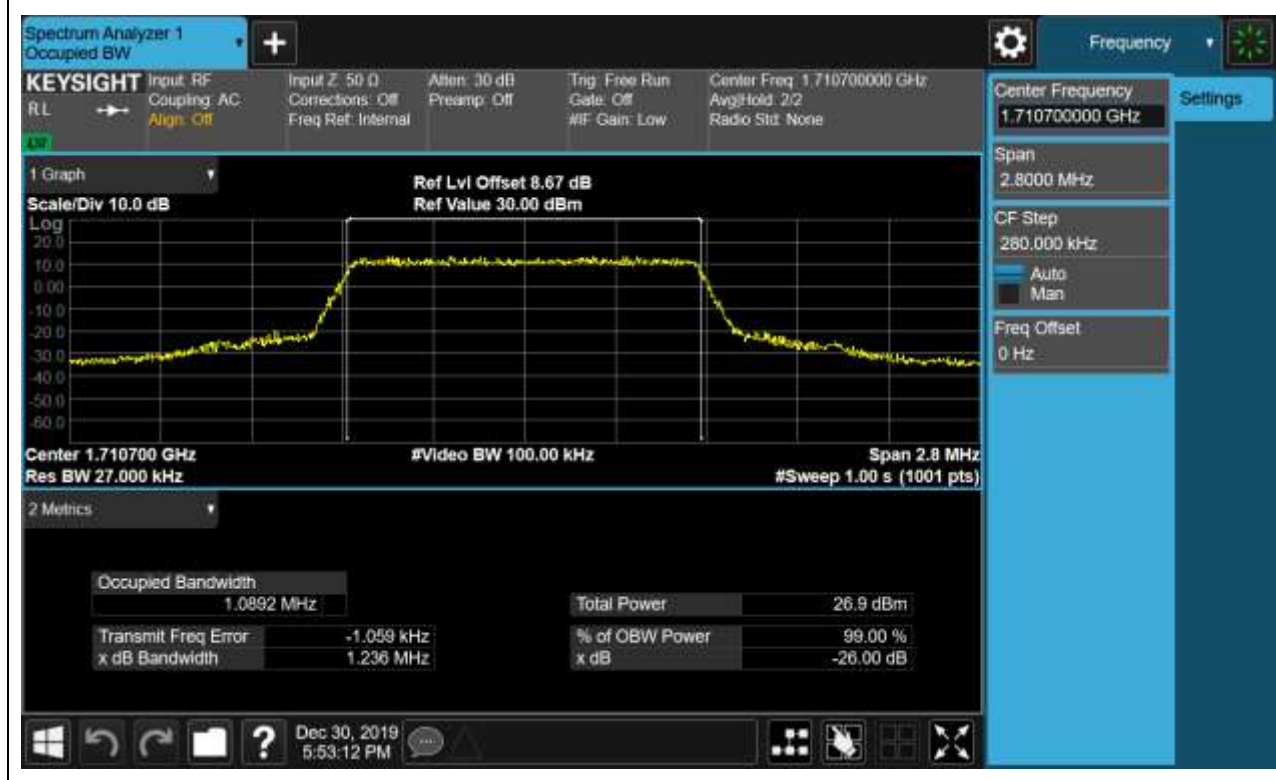 Spectrum Analyzer 1
Occupied BW
Frequency
KEYSIGHT
RL
Input: RF
Coupling: AC
Align: Off
Input Z: 50 Ω
Corrections: Off
Freq Ref: Internal
Atten: 30 dB
Preamp: Off
Trig: Free Run
Gate: Off
#IF Gain: Low
Center Freq: 1.710700000 GHz
Avg|Hold: 2/2
Radio Std: None
Center Frequency
1.710700000 GHz
Settings
Span
2.8000 MHz
CF Step
280.000 kHz
Auto
Man
Freq Offset
0 Hz
1 Graph
Scale/Div 10.0 dB
Ref Lvl Offset 8.67 dB
Ref Value 30.00 dBm
Log
20.0
10.0
0.00
-10.0
-20.0
-30.0
-40.0
-50.0
-60.0
Center 1.710700 GHz
#Video BW 100.00 kHz
Span 2.8 MHz
Res BW 27.000 kHz
#Sweep 1.00 s (1001 pts)
2 Metrics
Occupied Bandwidth
1.0892 MHz
Total Power 26.9 dBm
Transmit Freq Error -1.059 kHz
% of OBW Power 99.00 %
x dB Bandwidth 1.236 MHz
x dB -26.00 dB
Dec 30, 2019
5:53:12 PM